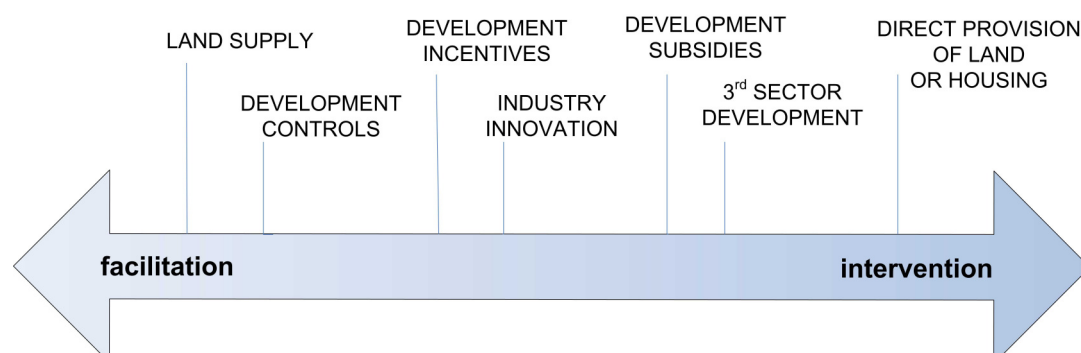 LAND SUPPLY
DEVELOPMENT
CONTROLS
DEVELOPMENT
INCENTIVES
INDUSTRY
INNOVATION
DEVELOPMENT
SUBSIDIES
3rd SECTOR
DEVELOPMENT
DIRECT PROVISION
OF LAND
OR HOUSING
facilitation
intervention